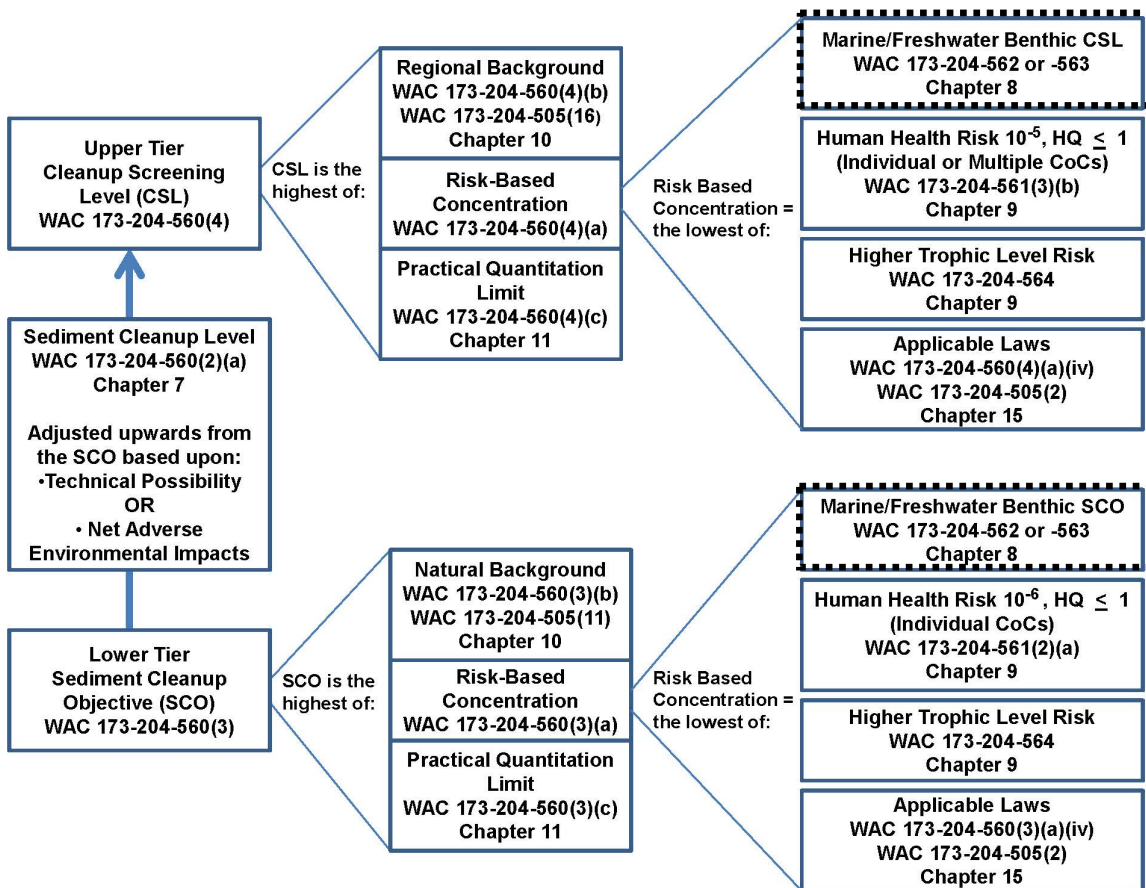 Upper Tier
Cleanup Screening
Level (CSL)
WAC 173-204-560(4)
CSL is the
highest of:
Regional Background
WAC 173-204-560(4)(b)
WAC 173-204-505(16)
Chapter 10
Risk-Based
Concentration
WAC 173-204-560(4)(a)
Practical Quantitation
Limit
WAC 173-204-560(4)(c)
Chapter 11
Risk Based
Concentration =
the lowest of:
Marine/Freshwater Benthic CSL
WAC 173-204-562 or -563
Chapter 8
Human Health Risk 10⁻⁵, HQ ≤ 1
(Individual or Multiple CoCs)
WAC 173-204-561(3)(b)
Chapter 9
Higher Trophic Level Risk
WAC 173-204-564
Chapter 9
Applicable Laws
WAC 173-204-560(4)(a)(iv)
WAC 173-204-505(2)
Chapter 15
Sediment Cleanup Level
WAC 173-204-560(2)(a)
Chapter 7
Adjusted upwards from
the SCO based upon:
•Technical Possibility
OR
• Net Adverse
Environmental Impacts
Lower Tier
Sediment Cleanup
Objective (SCO)
WAC 173-204-560(3)
SCO is the
highest of:
Natural Background
WAC 173-204-560(3)(b)
WAC 173-204-505(11)
Chapter 10
Risk-Based
Concentration
WAC 173-204-560(3)(a)
Practical Quantitation
Limit
WAC 173-204-560(3)(c)
Chapter 11
Risk Based
Concentration =
the lowest of:
Marine/Freshwater Benthic SCO
WAC 173-204-562 or -563
Chapter 8
Human Health Risk 10⁻⁶, HQ ≤ 1
(Individual CoCs)
WAC 173-204-561(2)(a)
Chapter 9
Higher Trophic Level Risk
WAC 173-204-564
Chapter 9
Applicable Laws
WAC 173-204-560(3)(a)(iv)
WAC 173-204-505(2)
Chapter 15